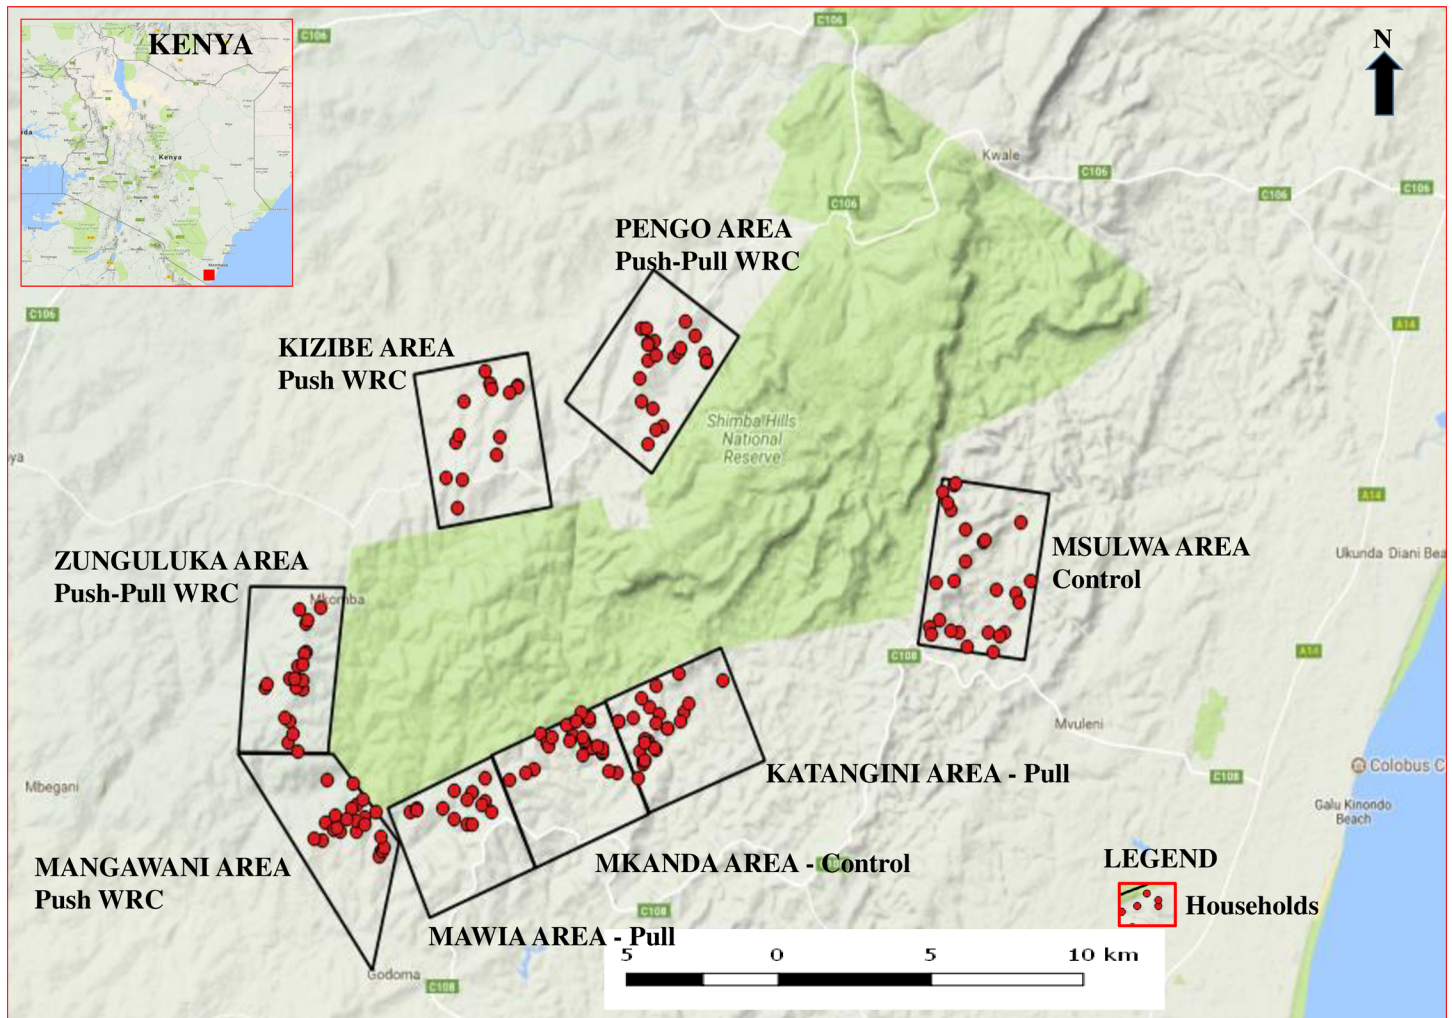 KENYA
Kenya
C106
C106
N
Kwale
C106
C106
C106
C106
PENGO AREA
Push-Pull WRC
C106
A14
KIZIBE AREA
Push WRC
Shimba Hills
National
Reserve
ya
A14
ZUNGULUKA AREA
Push-Pull WRC
MSULWA AREA
Control
Ukunda Diani Bea
Mkomba
C108
A14
Mvuleni
Mbegani
KATANGINI AREA - Pull
C108
Colobus C
Galu Kinondo
Beach
MANGAWANI AREA
Push WRC
MKANDA AREA - Control
LEGEND
Households
C108
MAWIA AREA - Pull
Godoma
C108
5 0 5 10 km